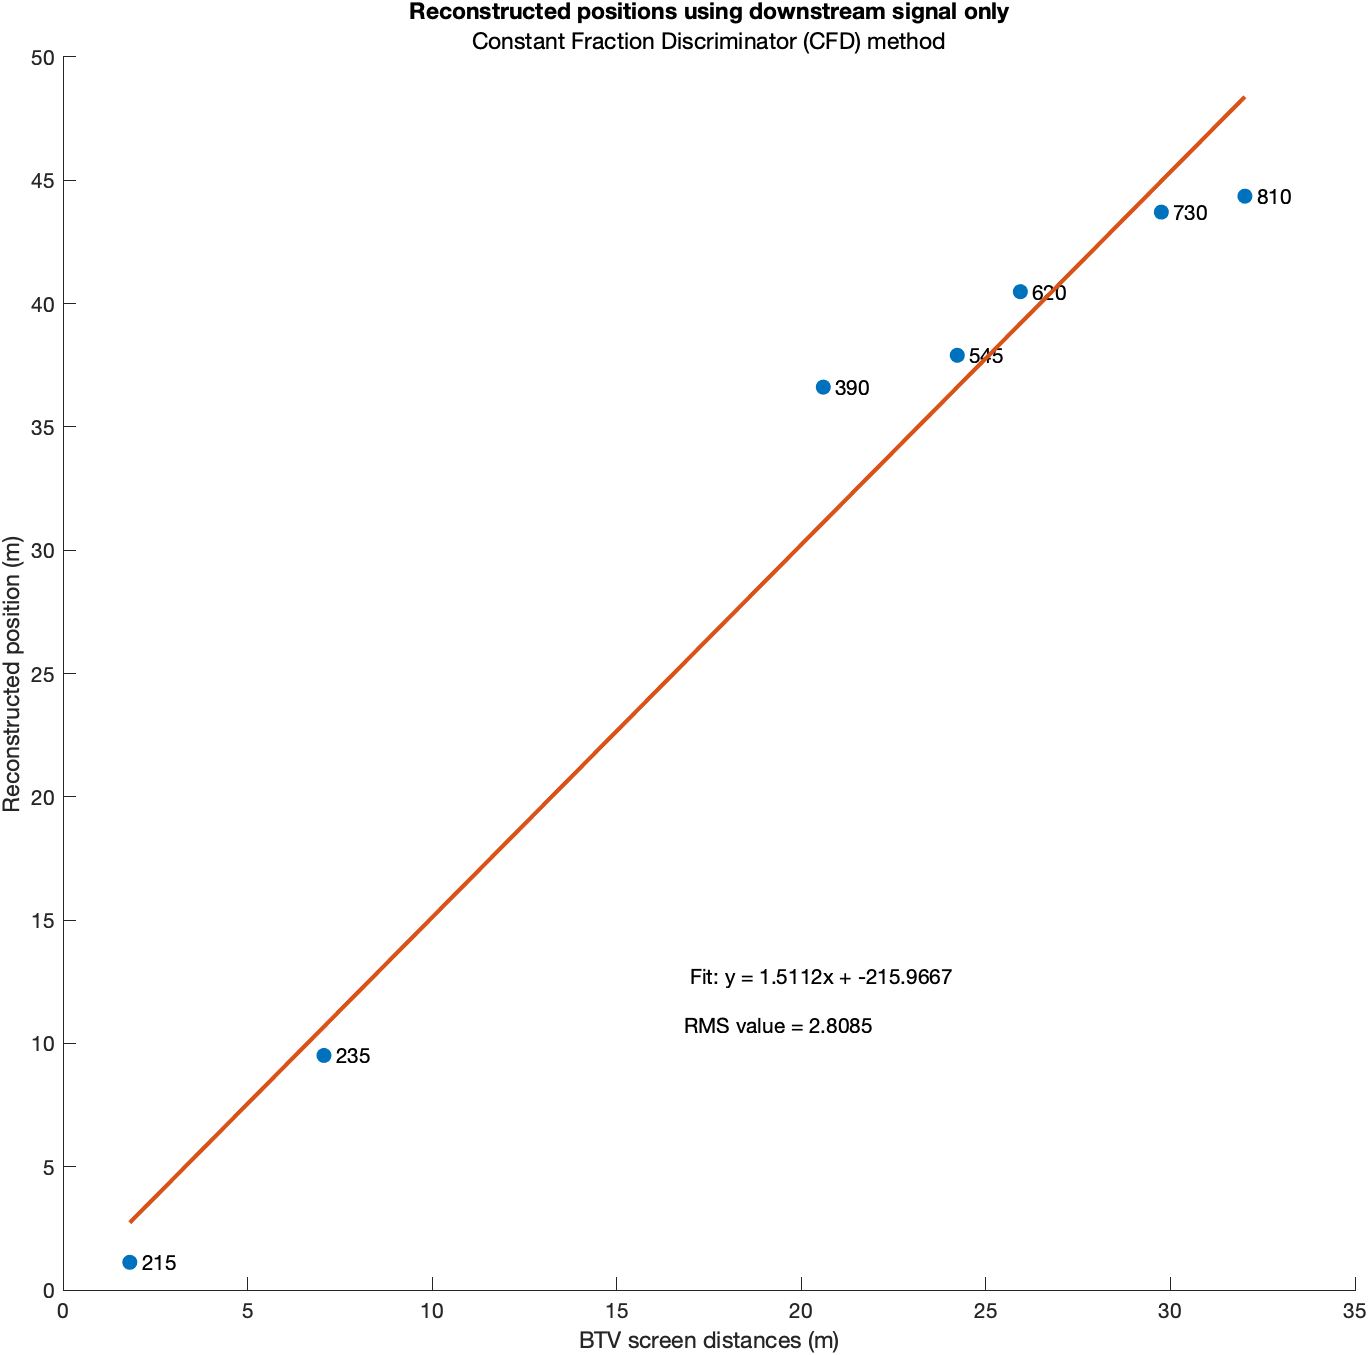 Reconstructed positions using downstream signal only
Constant Fraction Discriminator (CFD) method
50
45
40
35
30
25
20
15
10
5
0
Reconstructed position (m)
810
730
620
545
390
Fit: y = 1.5112x + -215.9667
RMS value = 2.8085
235
215
0 5 10 15 20 25 30 35
BTV screen distances (m)